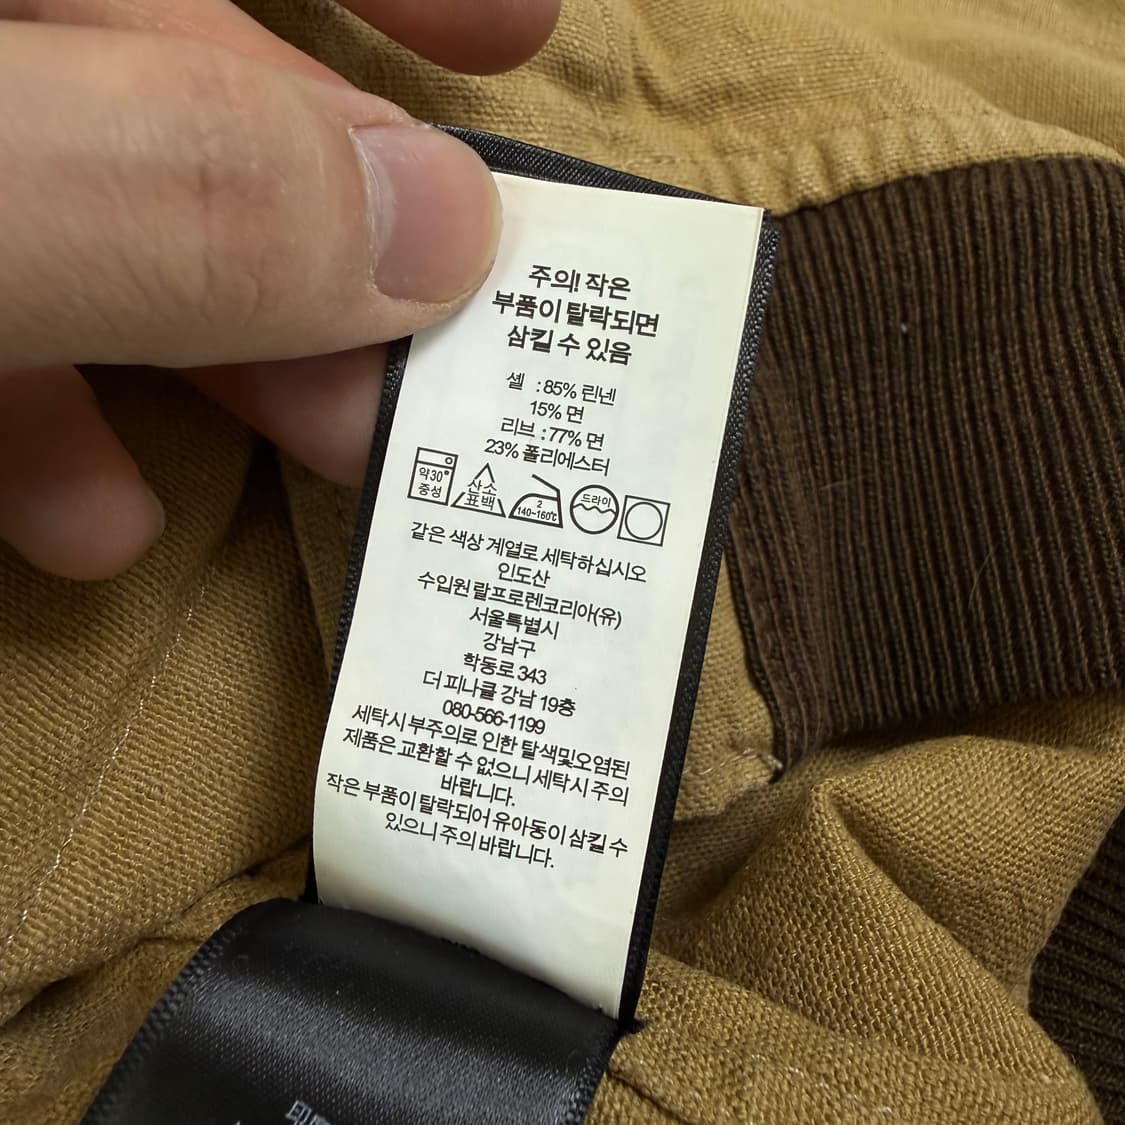 주의! 작은
부품이 탈락되면
삼킬 수 있음
셸 : 85% 린넨
15% 면
리브 : 77% 면
23% 폴리에스터
약30°
중성
산소
표백
2
140~160℃
드라이
같은 색상 계열로 세탁하십시오
인도산
수입원 랄프로렌코리아(유)
서울특별시
강남구
학동로 343
더 피나클 강남 19층
080-566-1199
세탁시 부주의로 인한 탈색및오염된
제품은 교환할 수 없으니 세탁시 주의
바랍니다.
작은 부품이 탈락되어 유아동이 삼킬 수
있으니 주의 바랍니다.